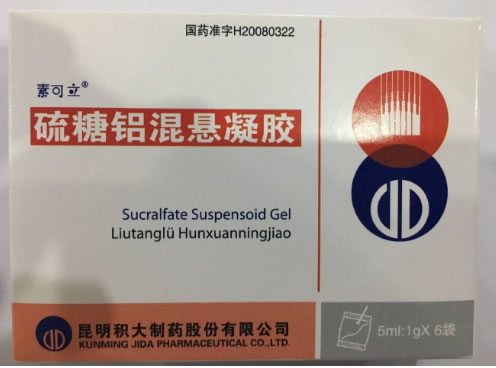 国药准字H20080322
素可立®
硫糖铝混悬凝胶
Sucralfate Suspensoid Gel
Liutanglü Hunxuanningjiao
昆明积大制药股份有限公司
KUNMING JIDA PHARMACEUTICAL CO.,LTD.
5ml:1gX 6袋